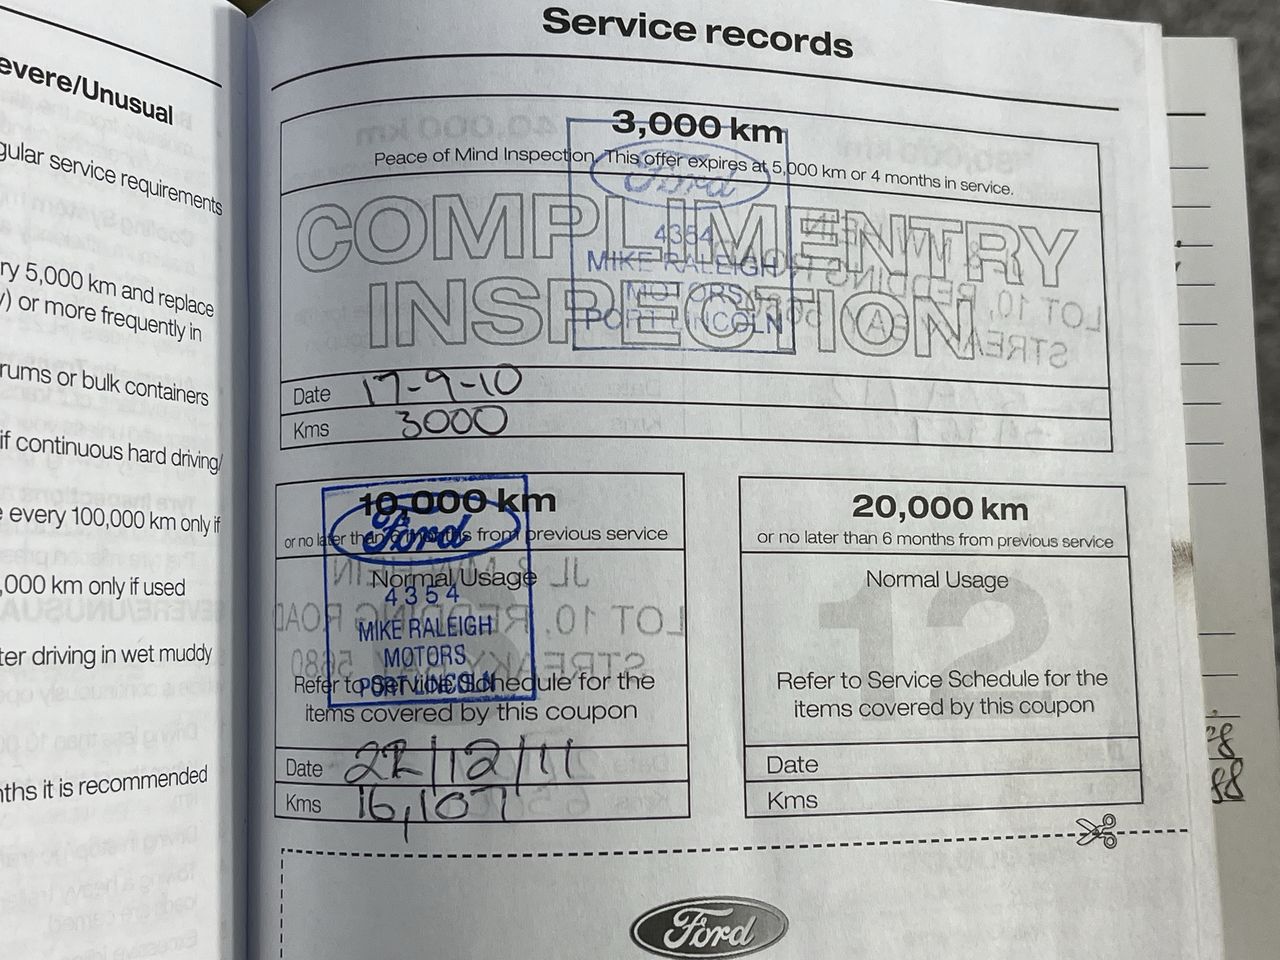 evere/Unusual
gular service requirements
ry 5,000 km and replace
y) or more frequently in
rums or bulk containers
if continuous hard driving/
e every 100,000 km only if
,000 km only if used
ter driving in wet muddy
nths it is recommended
Service records
3,000 km
Peace of Mind Inspection. This offer expires at 5,000 km or 4 months in service.
COMPLIMENTRY
INSPECTION
Ford
4354
MIKE RALEIGH
MOTORS
PORT LINCOLN
Date 17-9-10
Kms 3000
10,000 km
or no later than 6 months from previous service
Normal Usage
Ford
4354
MIKE RALEIGH
MOTORS
PORT LINCOLN
Refer to Service Schedule for the
items covered by this coupon
Date 22/12/11
Kms 16,107
20,000 km
or no later than 6 months from previous service
12
Normal Usage
Refer to Service Schedule for the
items covered by this coupon
Date
Kms
Ford